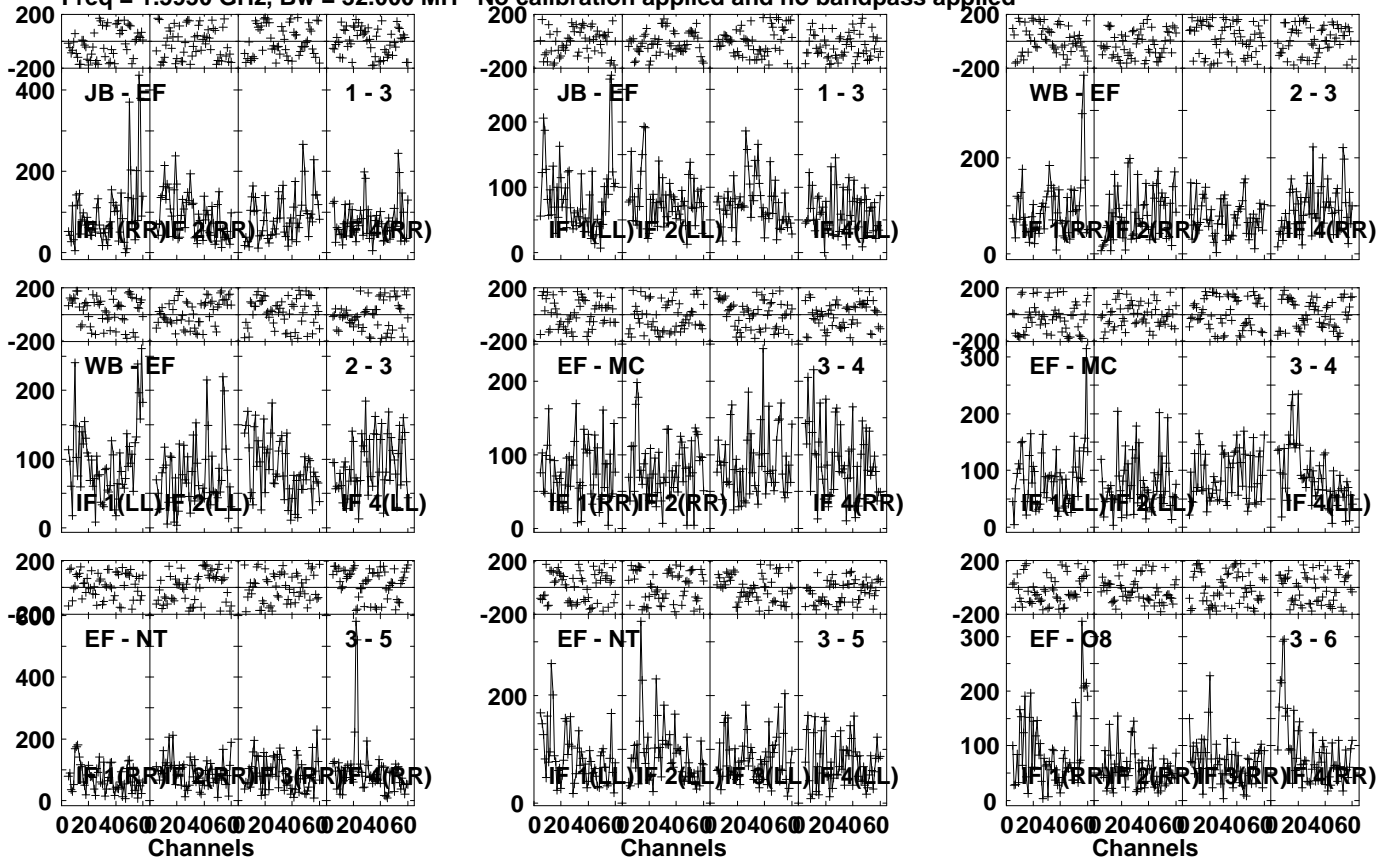 No calibration applied and no bandpass applied
200
-200
400
200
0
JB - EF
1 - 3
IF 1(RR)
IF 2(RR)
IF 4(RR)
-200
200
100
0
JB - EF
1 - 3
IF 1(LL)
IF 2(LL)
IF 4(LL)
200
-200
200
0
WB - EF
2 - 3
IF 1(RR)
IF 2(RR)
IF 4(RR)
200
-200
200
100
0
WB - EF
2 - 3
IF 1(LL)
IF 2(LL)
IF 4(LL)
200
-200
200
100
0
EF - MC
3 - 4
IF 1(RR)
IF 2(RR)
IF 4(RR)
200
-200
300
200
100
0
EF - MC
3 - 4
IF 1(LL)
IF 2(LL)
IF 4(LL)
200
-200
600
400
200
0
EF - NT
3 - 5
IF 1(RR)
IF 2(RR)
IF 3(RR)
IF 4(RR)
0 20 40 60 0 20 40 60 0 20 40 60 0 20 40 60
Channels
200
-200
200
0
EF - NT
3 - 5
IF 1(LL)
IF 2(LL)
IF 3(LL)
IF 4(LL)
0 20 40 60 0 20 40 60 0 20 40 60 0 20 40 60
Channels
200
-200
300
200
100
0
EF - O8
3 - 6
IF 1(RR)
IF 2(RR)
IF 3(RR)
IF 4(RR)
0 20 40 60 0 20 40 60 0 20 40 60 0 20 40 60
Channels